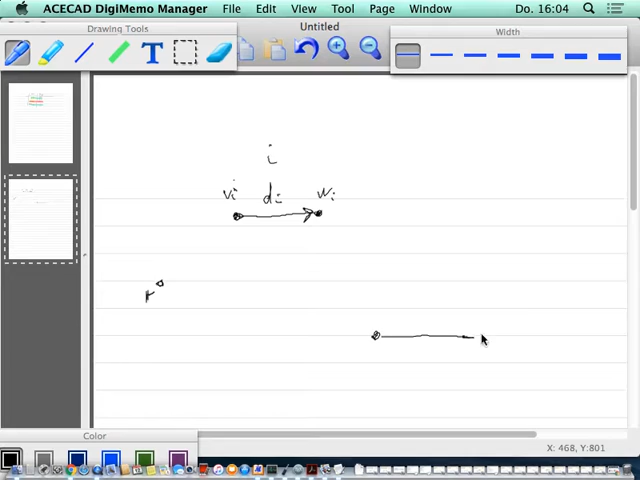 ACECAD DigiMemo Manager File Edit View Tool Page Window Do. 16:04
Drawing Tools
Untitled
Width
T
i
vi di wi
r
Color
X: 468, Y:801